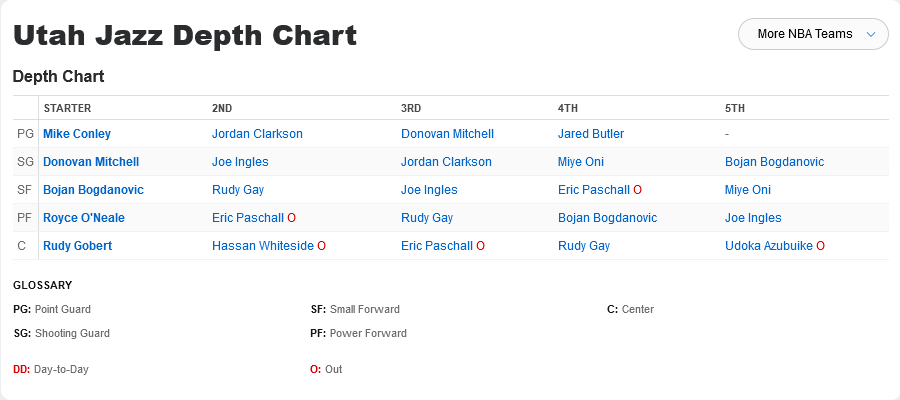 Utah Jazz Depth Chart
More NBA Teams
Depth Chart
STARTER 2ND 3RD 4TH 5TH
PG Mike Conley Jordan Clarkson Donovan Mitchell Jared Butler -
SG Donovan Mitchell Joe Ingles Jordan Clarkson Miye Oni Bojan Bogdanovic
SF Bojan Bogdanovic Rudy Gay Joe Ingles Eric Paschall O Miye Oni
PF Royce O'Neale Eric Paschall O Rudy Gay Bojan Bogdanovic Joe Ingles
C Rudy Gobert Hassan Whiteside O Eric Paschall O Rudy Gay Udoka Azubuike O
GLOSSARY
PG: Point Guard SF: Small Forward C: Center
SG: Shooting Guard PF: Power Forward
DD: Day-to-Day O: Out